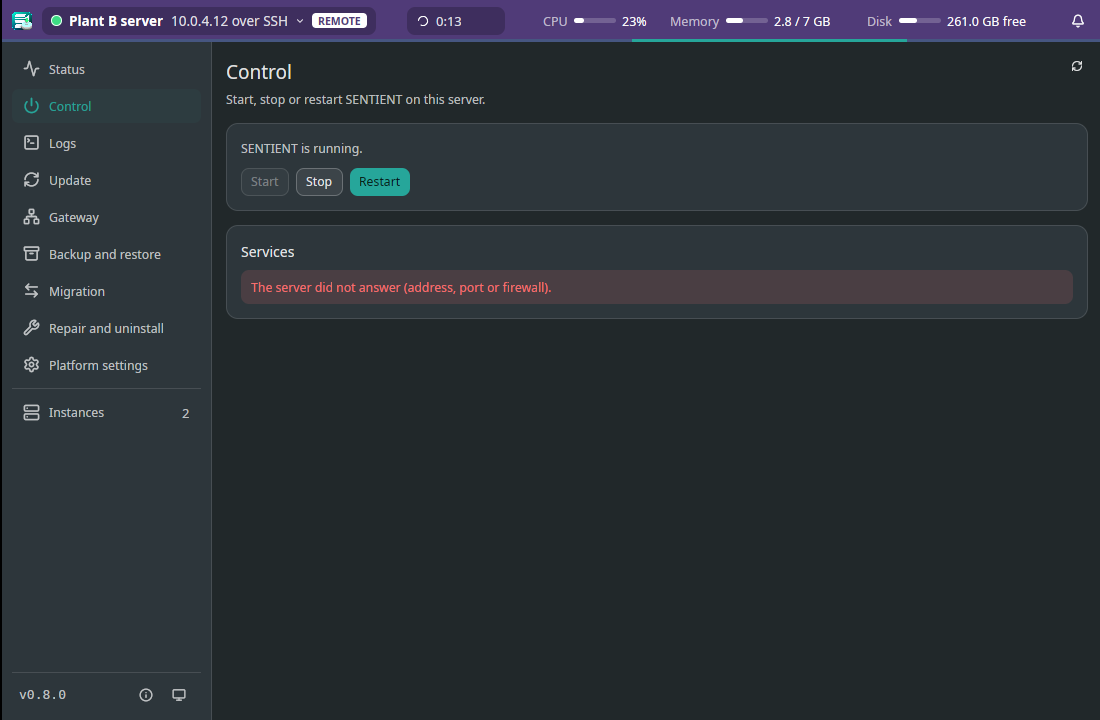 Plant B server 10.0.4.12 over SSH REMOTE 0:13 CPU 23% Memory 2.8 / 7 GB Disk 261.0 GB free
Status
Control
Logs
Update
Gateway
Backup and restore
Migration
Repair and uninstall
Platform settings
Instances 2
v0.8.0
Control
Start, stop or restart SENTIENT on this server.
SENTIENT is running.
Start Stop Restart
Services
The server did not answer (address, port or firewall).